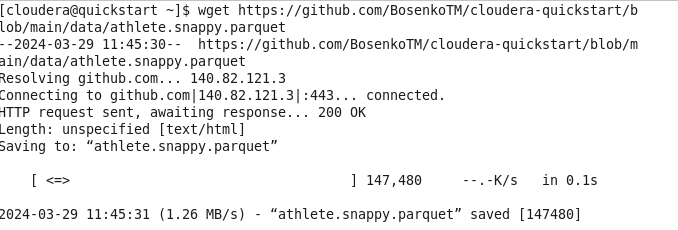 [cloudera@quickstart ~]$ wget https://github.com/BosenkoTM/cloudera-quickstart/b
lob/main/data/athlete.snappy.parquet
--2024-03-29 11:45:30--  https://github.com/BosenkoTM/cloudera-quickstart/blob/m
ain/data/athlete.snappy.parquet
Resolving github.com... 140.82.121.3
Connecting to github.com|140.82.121.3|:443... connected.
HTTP request sent, awaiting response... 200 OK
Length: unspecified [text/html]
Saving to: “athlete.snappy.parquet”
    [ <=>                                   ] 147,480     --.-K/s   in 0.1s
2024-03-29 11:45:31 (1.26 MB/s) - “athlete.snappy.parquet” saved [147480]